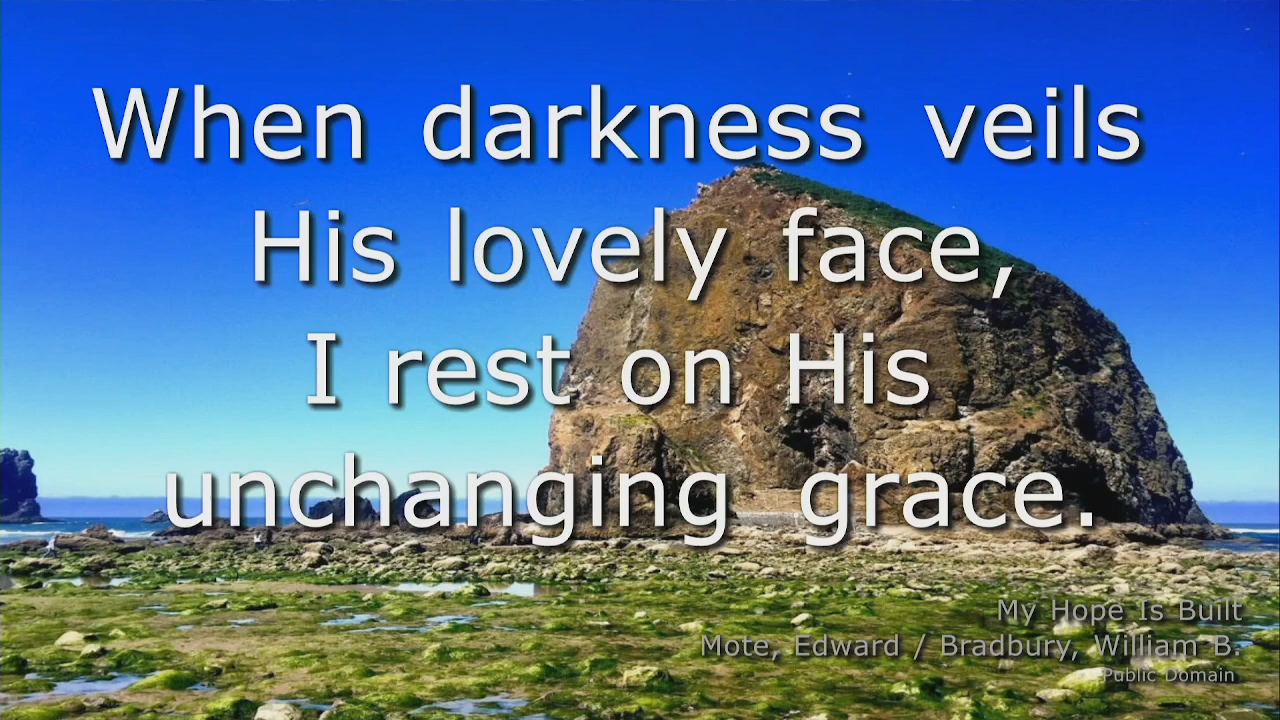 When darkness veils
His lovely face,
I rest on His
unchanging grace.
My Hope Is Built
Mote, Edward / Bradbury, William B.
Public Domain